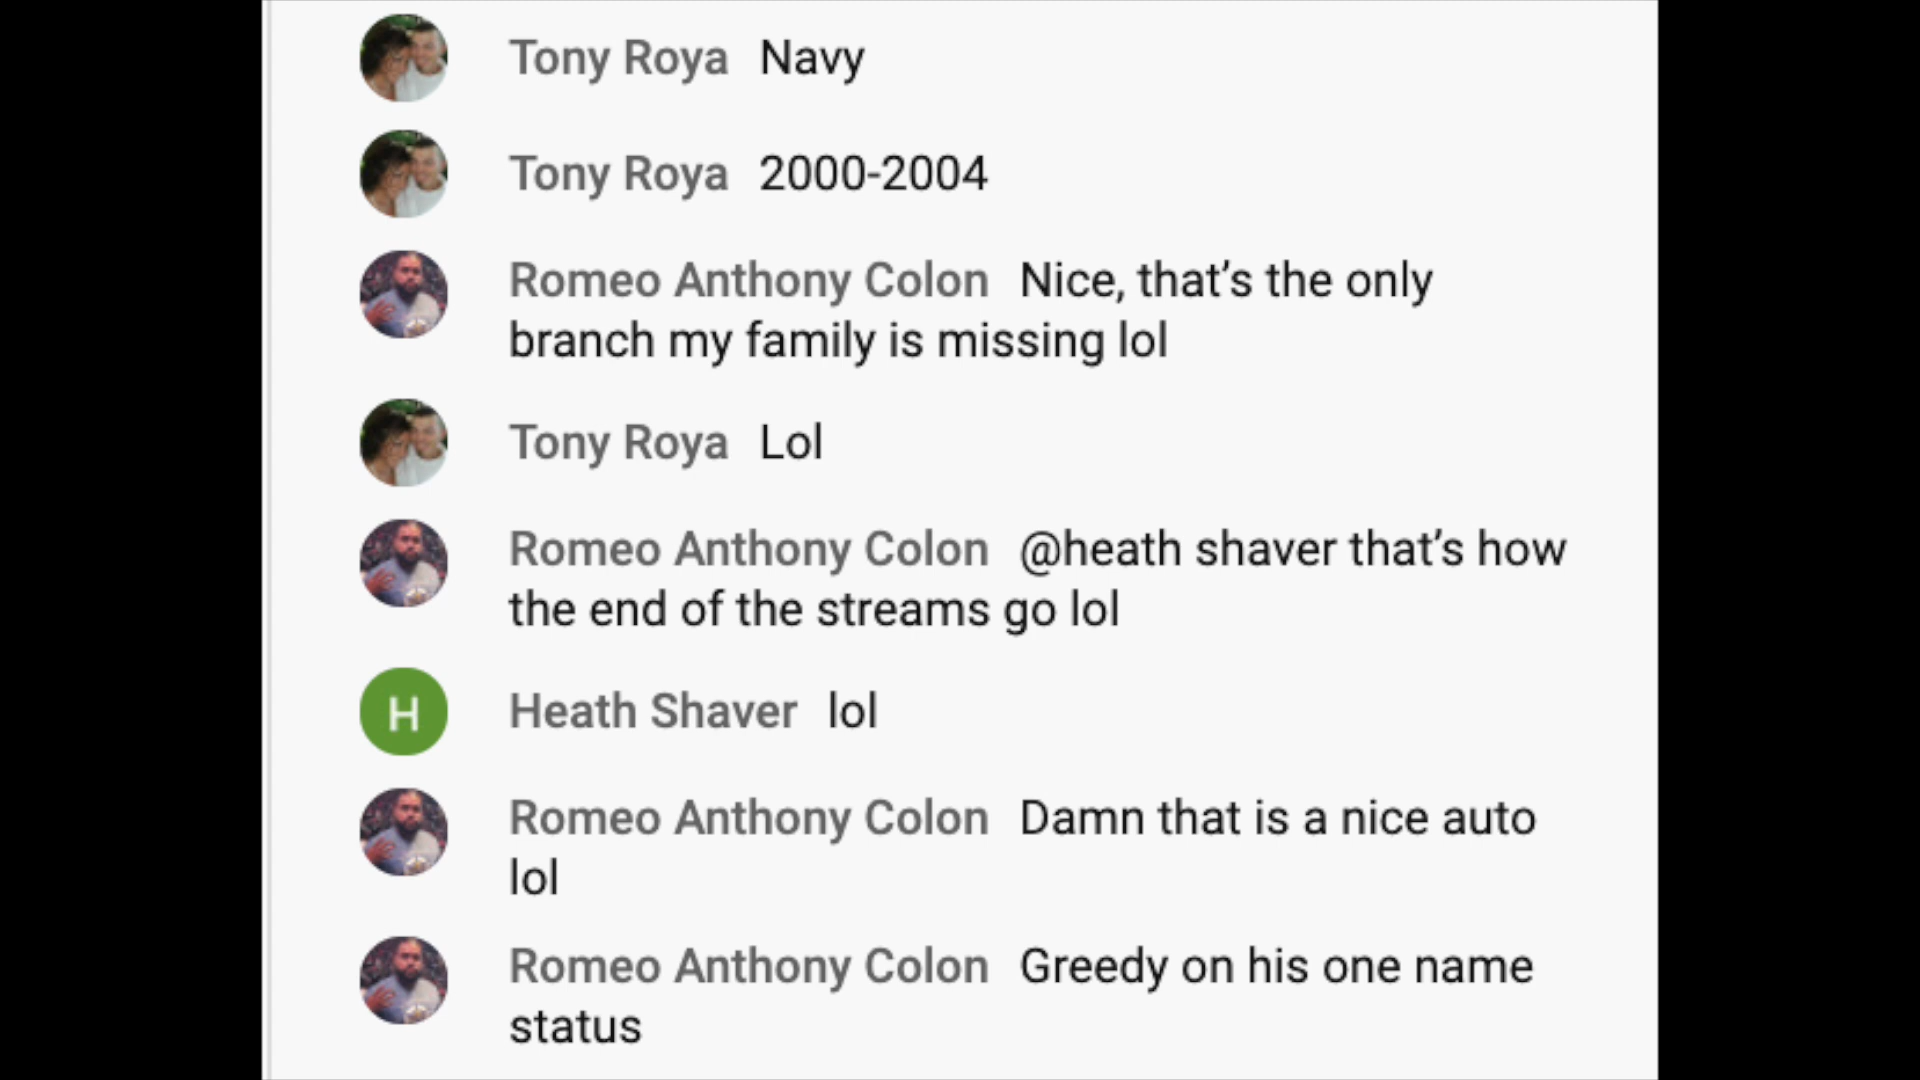 Tony Roya Navy
Tony Roya 2000-2004
Romeo Anthony Colon Nice, that’s the only
branch my family is missing lol
Tony Roya Lol
Romeo Anthony Colon @heath shaver that’s how
the end of the streams go lol
H Heath Shaver lol
Romeo Anthony Colon Damn that is a nice auto
lol
Romeo Anthony Colon Greedy on his one name
status